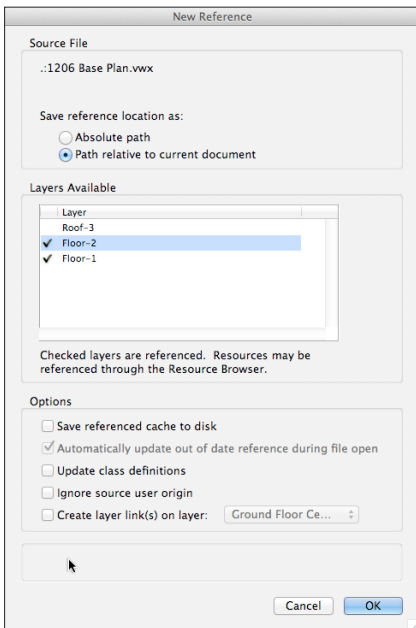 New Reference
Source File
.:1206 Base Plan.vwx
Save reference location as:
Absolute path
Path relative to current document
Layers Available
Layer
Roof-3
Floor-2
Floor-1
Checked layers are referenced.  Resources may be
referenced through the Resource Browser.
Options
Save referenced cache to disk
Automatically update out of date reference during file open
Update class definitions
Ignore source user origin
Create layer link(s) on layer: Ground Floor Ce...
Cancel OK